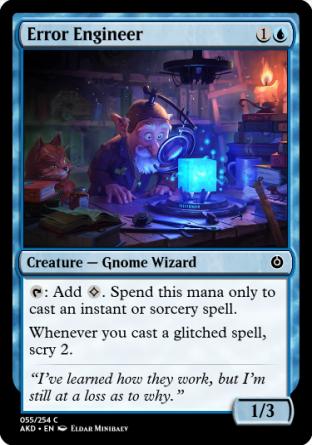 Error Engineer 1
Creature — Gnome Wizard
: Add . Spend this mana only to
cast an instant or sorcery spell.
Whenever you cast a glitched spell,
scry 2.
“I’ve learned how they work, but I’m
still at a loss as to why.”
1/3
055/254 C
AKD • EN Eldar Minibaev